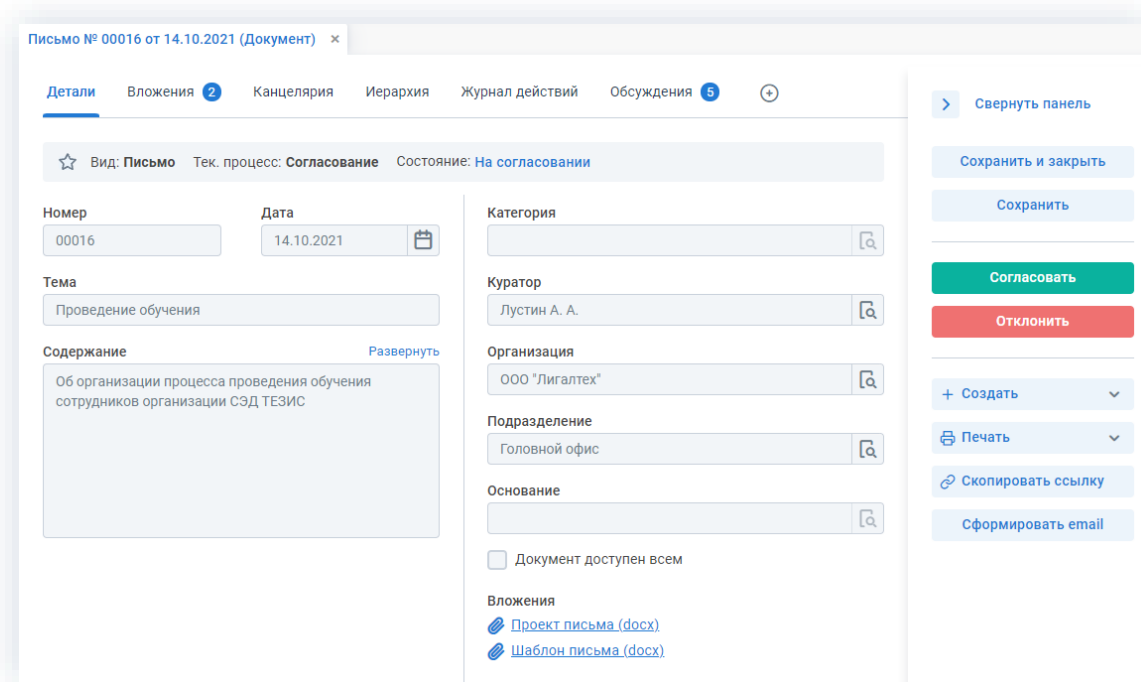 Письмо № 00016 от 14.10.2021 (Документ) ×
Детали Вложения 2 Канцелярия Иерархия Журнал действий Обсуждения 5
Вид: Письмо Тек. процесс: Согласование Состояние: На согласовании
Номер Дата
00016 14.10.2021
Тема
Проведение обучения
Содержание Развернуть
Об организации процесса проведения обучения
сотрудников организации СЭД ТЕЗИС
Категория
Куратор
Лустин А. А.
Организация
ООО "Лигалтех"
Подразделение
Головной офис
Основание
Документ доступен всем
Вложения
Проект письма (docx)
Шаблон письма (docx)
Свернуть панель
Сохранить и закрыть
Сохранить
Согласовать
Отклонить
+ Создать
Печать
Скопировать ссылку
Сформировать email